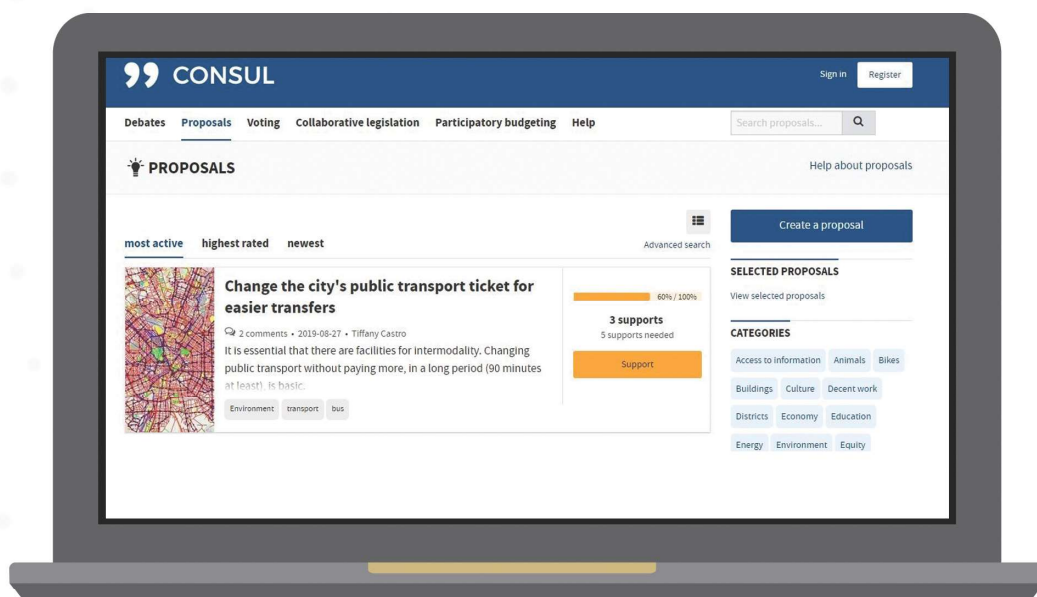 CONSUL
Sign in Register
Debates Proposals Voting Collaborative legislation Participatory budgeting Help Search proposals...
PROPOSALS
Help about proposals
most active highest rated newest
Advanced search
Change the city's public transport ticket for
easier transfers
2 comments • 2019-08-27 • Tiffany Castro
It is essential that there are facilities for intermodality. Changing
public transport without paying more, in a long period (90 minutes
at least), is basic.
Environment transport bus
60% / 100%
3 supports
5 supports needed
Support
Create a proposal
SELECTED PROPOSALS
View selected proposals
CATEGORIES
Access to information Animals Bikes
Buildings Culture Decent work
Districts Economy Education
Energy Environment Equity